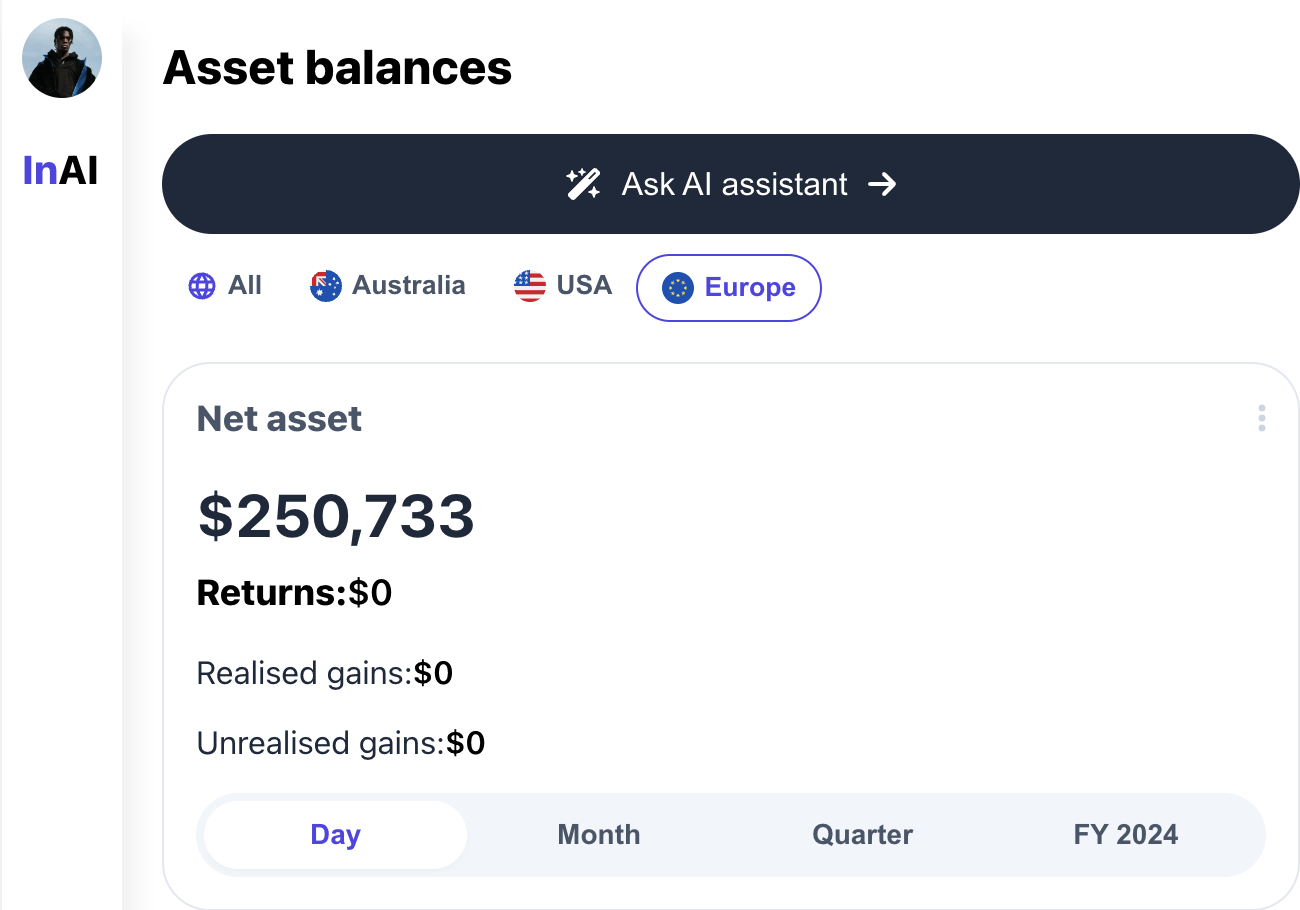 Asset balances
InAI
Ask AI assistant
All Australia USA Europe
Net asset
$250,733
Returns:$0
Realised gains:$0
Unrealised gains:$0
Day Month Quarter FY 2024